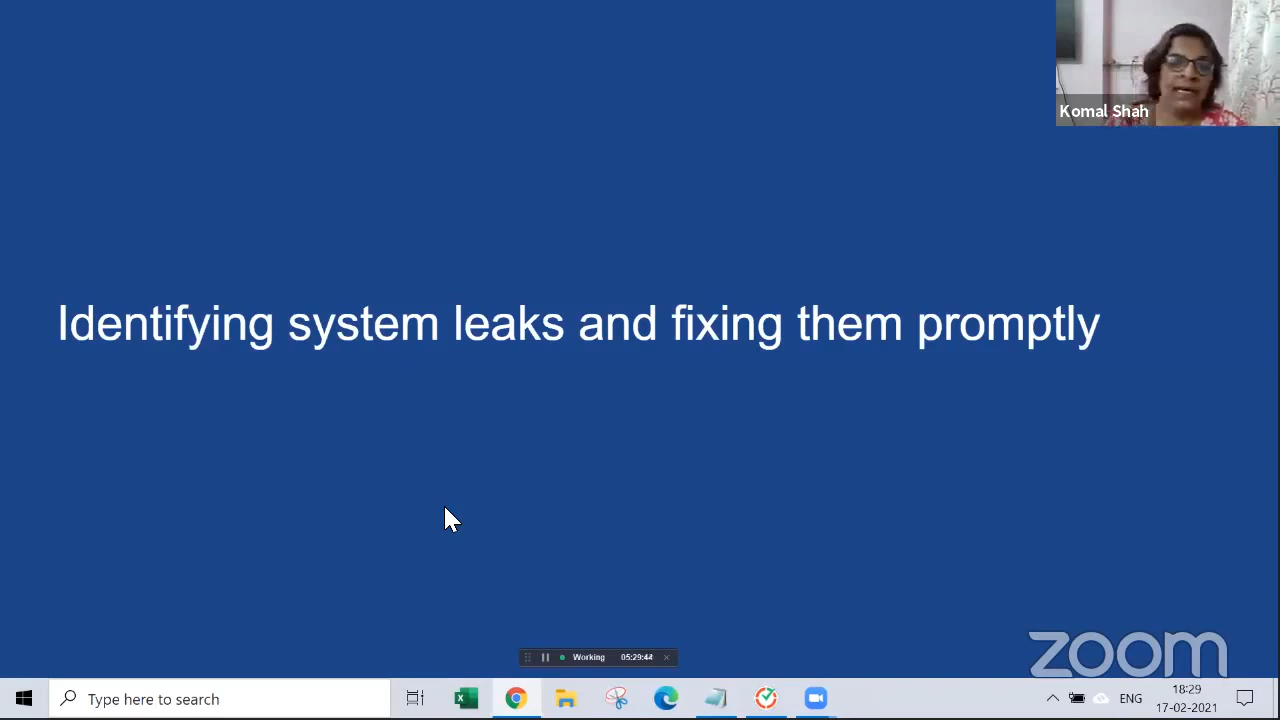 Komal Shah
Identifying system leaks and fixing them promptly
Working 05:29:44
zoom
Type here to search
ENG
18:29
17-02-2021